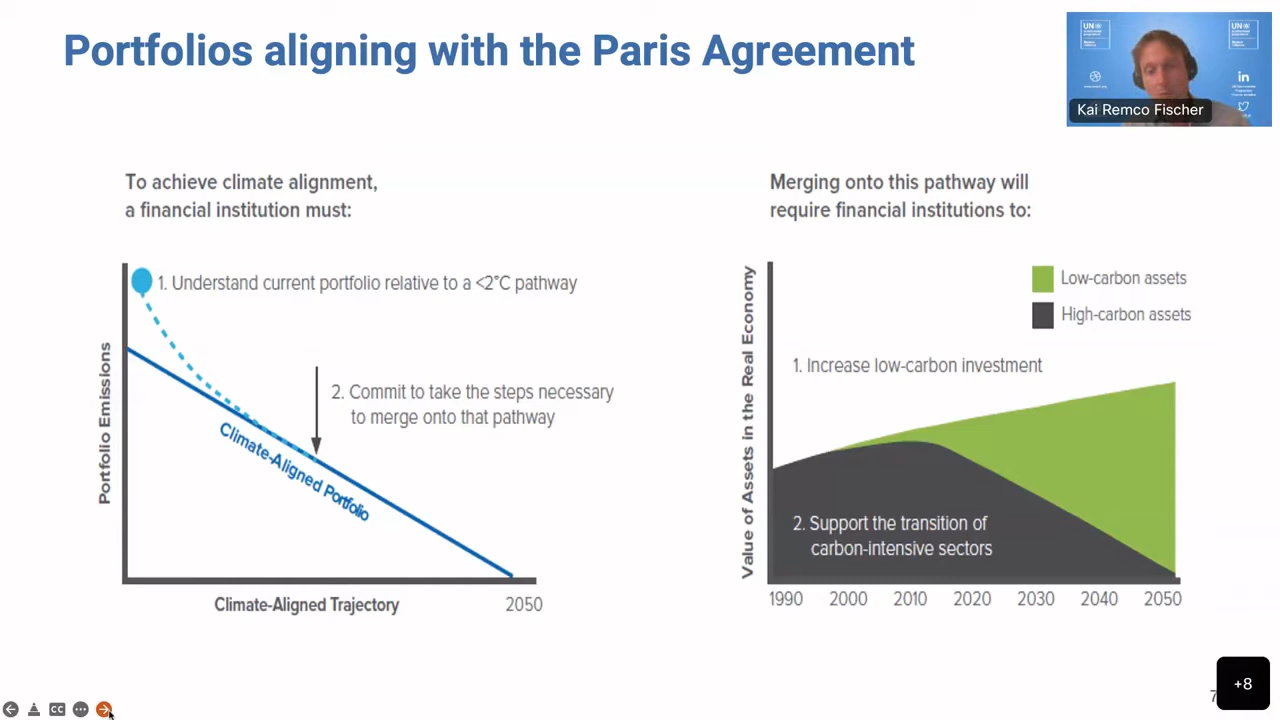 Portfolios aligning with the Paris Agreement
UN
in
Kai Remco Fischer
To achieve climate alignment,
a financial institution must:
1. Understand current portfolio relative to a <2°C pathway
2. Commit to take the steps necessary
to merge onto that pathway
Climate-Aligned Portfolio
Portfolio Emissions
Climate-Aligned Trajectory
2050
Merging onto this pathway will
require financial institutions to:
Low-carbon assets
High-carbon assets
1. Increase low-carbon investment
2. Support the transition of
carbon-intensive sectors
Value of Assets in the Real Economy
1990 2000 2010 2020 2030 2040 2050
CC
7
+8